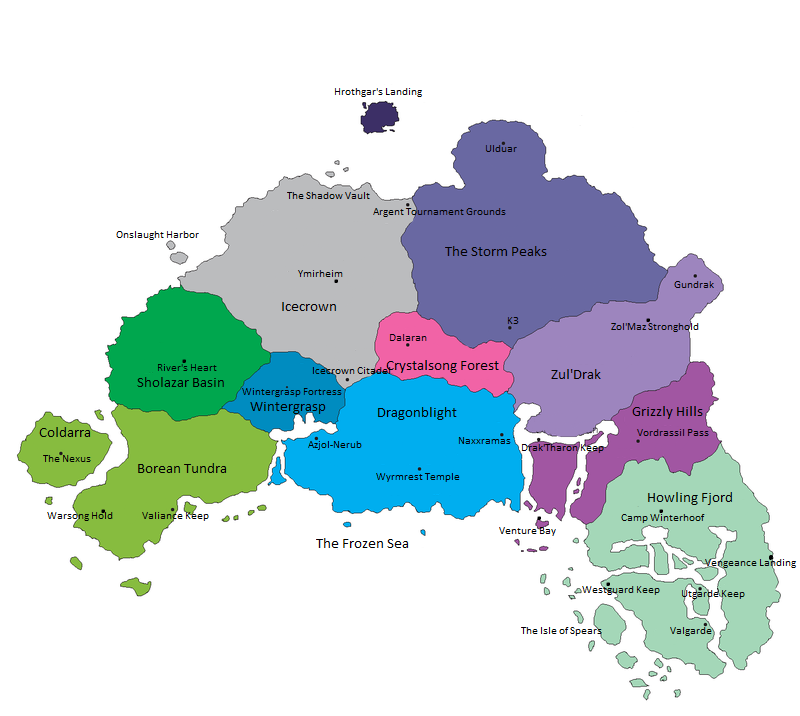 Hrothgar's Landing
Ulduar
The Shadow Vault
Argent Tournament Grounds
Onslaught Harbor
The Storm Peaks
Ymirheim
Gundrak
Icecrown
K3
Zol'Maz Stronghold
Dalaran
River's Heart
Crystalsong Forest
Icecrown Citadel
Zul'Drak
Sholazar Basin
Wintergrasp Fortress
Wintergrasp
Dragonblight
Grizzly Hills
Coldarra
Vordrassil Pass
Naxxramas
Azjol-Nerub
Drak'Tharon Keep
The Nexus
Borean Tundra
Wyrmrest Temple
Howling Fjord
Warsong Hold
Valiance Keep
Camp Winterhoof
Venture Bay
The Frozen Sea
Vengeance Landing
Westguard Keep
Utgarde Keep
The Isle of Spears
Valgarde